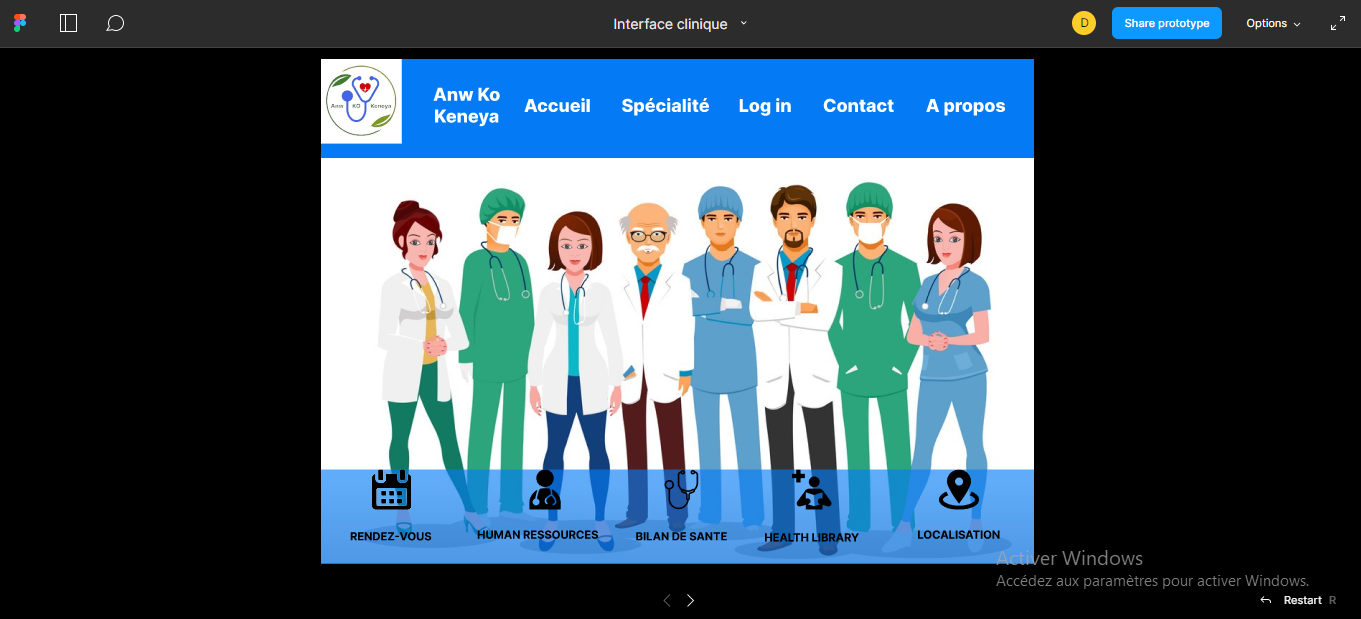 Interface clinique
D
Share prototype
Options
Anw KO Keneya
Anw Ko
Keneya
Accueil
Spécialité
Log in
Contact
A propos
RENDEZ-VOUS
HUMAN RESSOURCES
BILAN DE SANTE
HEALTH LIBRARY
LOCALISATION
Activer Windows
Accédez aux paramètres pour activer Windows.
Restart R